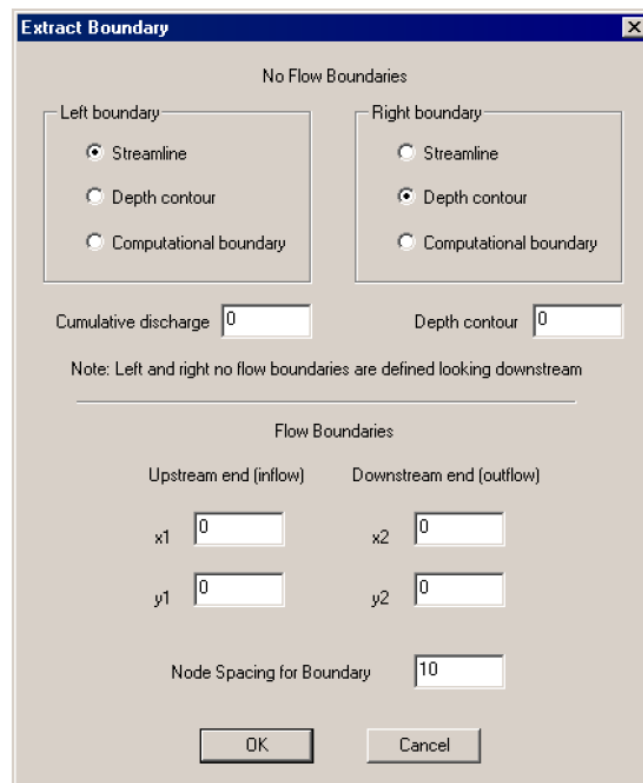 Extract Boundary
No Flow Boundaries
Left boundary
Streamline
Depth contour
Computational boundary
Right boundary
Streamline
Depth contour
Computational boundary
Cumulative discharge 0
Depth contour 0
Note: Left and right no flow boundaries are defined looking downstream
Flow Boundaries
Upstream end (inflow)
Downstream end (outflow)
x1 0
x2 0
y1 0
y2 0
Node Spacing for Boundary 10
OK
Cancel